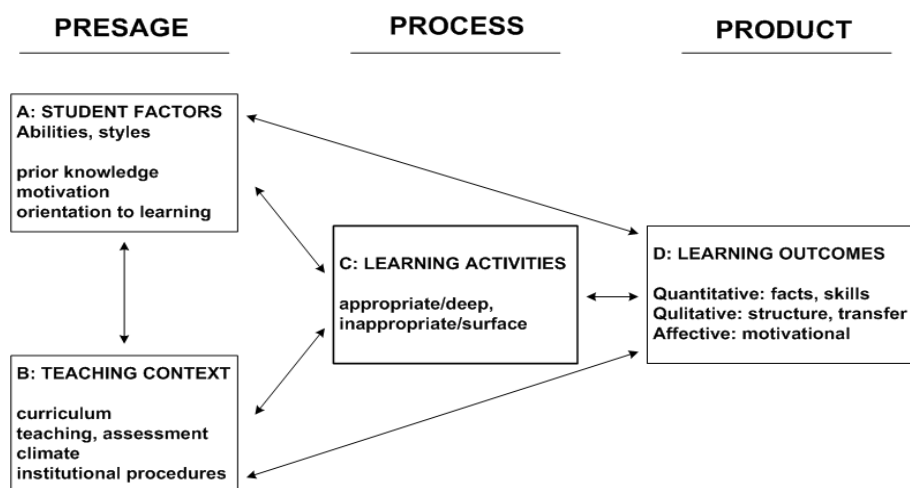 PRESAGE
PROCESS
PRODUCT
A: STUDENT FACTORS
Abilities, styles
prior knowledge
motivation
orientation to learning
C: LEARNING ACTIVITIES
appropriate/deep,
inappropriate/surface
D: LEARNING OUTCOMES
Quantitative: facts, skills
Qulitative: structure, transfer
Affective: motivational
B: TEACHING CONTEXT
curriculum
teaching, assessment
climate
institutional procedures